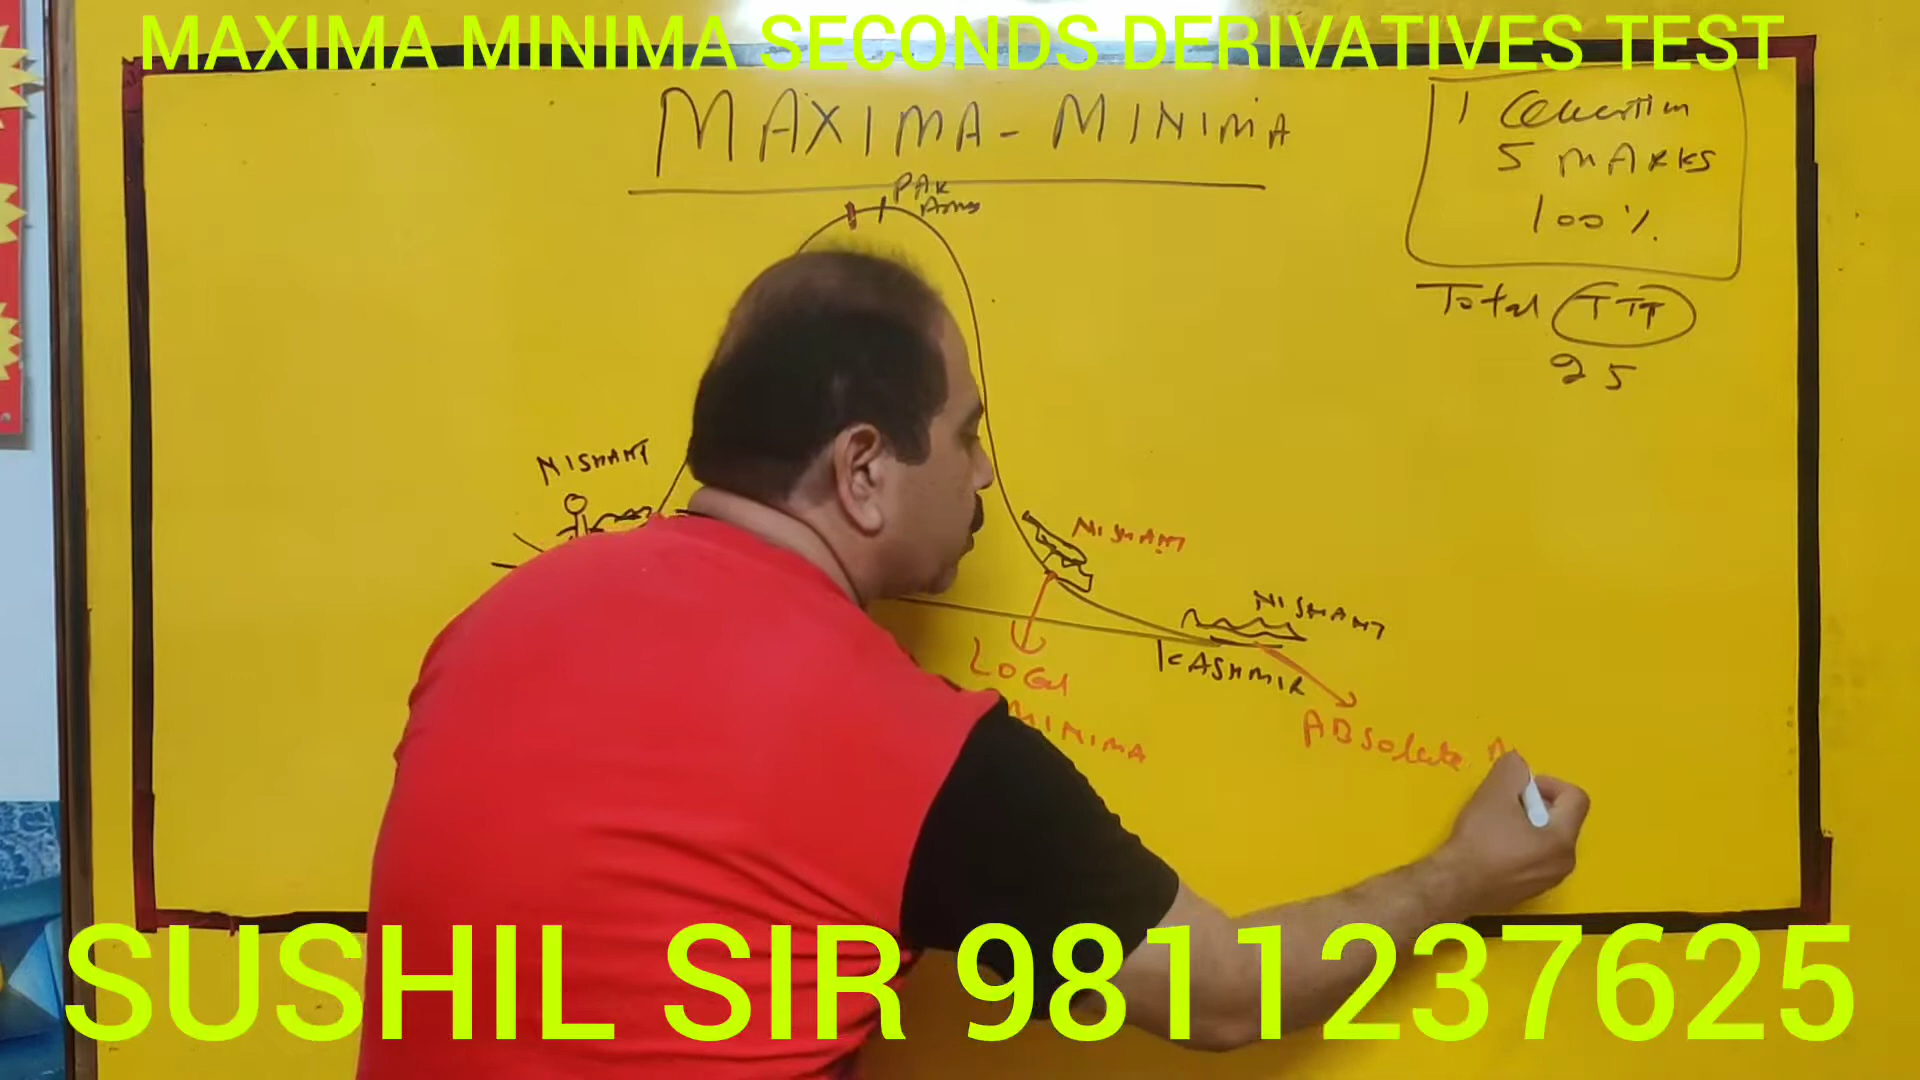 MAXIMA MINIMA SECONDS DERIVATIVES TEST
MAXIMA-MINIMA
1 Question
5 MARKS
100%
Total
25
PAK
NISHANT
NISHANT
NISHANT
KASHMIR
LOCal
MINIMA
ABSolute M
SUSHIL SIR 9811237625